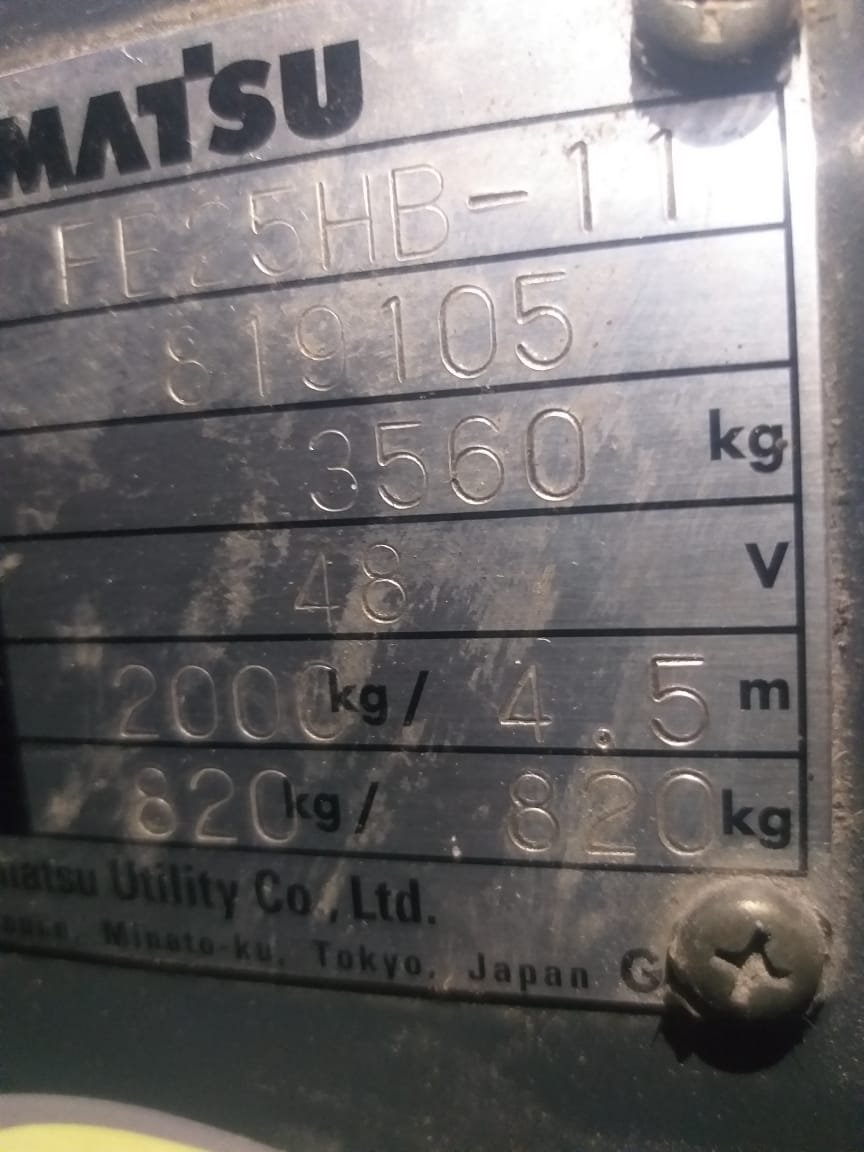 MATSU
FE25HB-11
819105
3560 kg
48 V
2000 kg/ 4.5 m
820 kg/ 820 kg
matsu Utility Co., Ltd.
Minato-ku, Tokyo, Japan